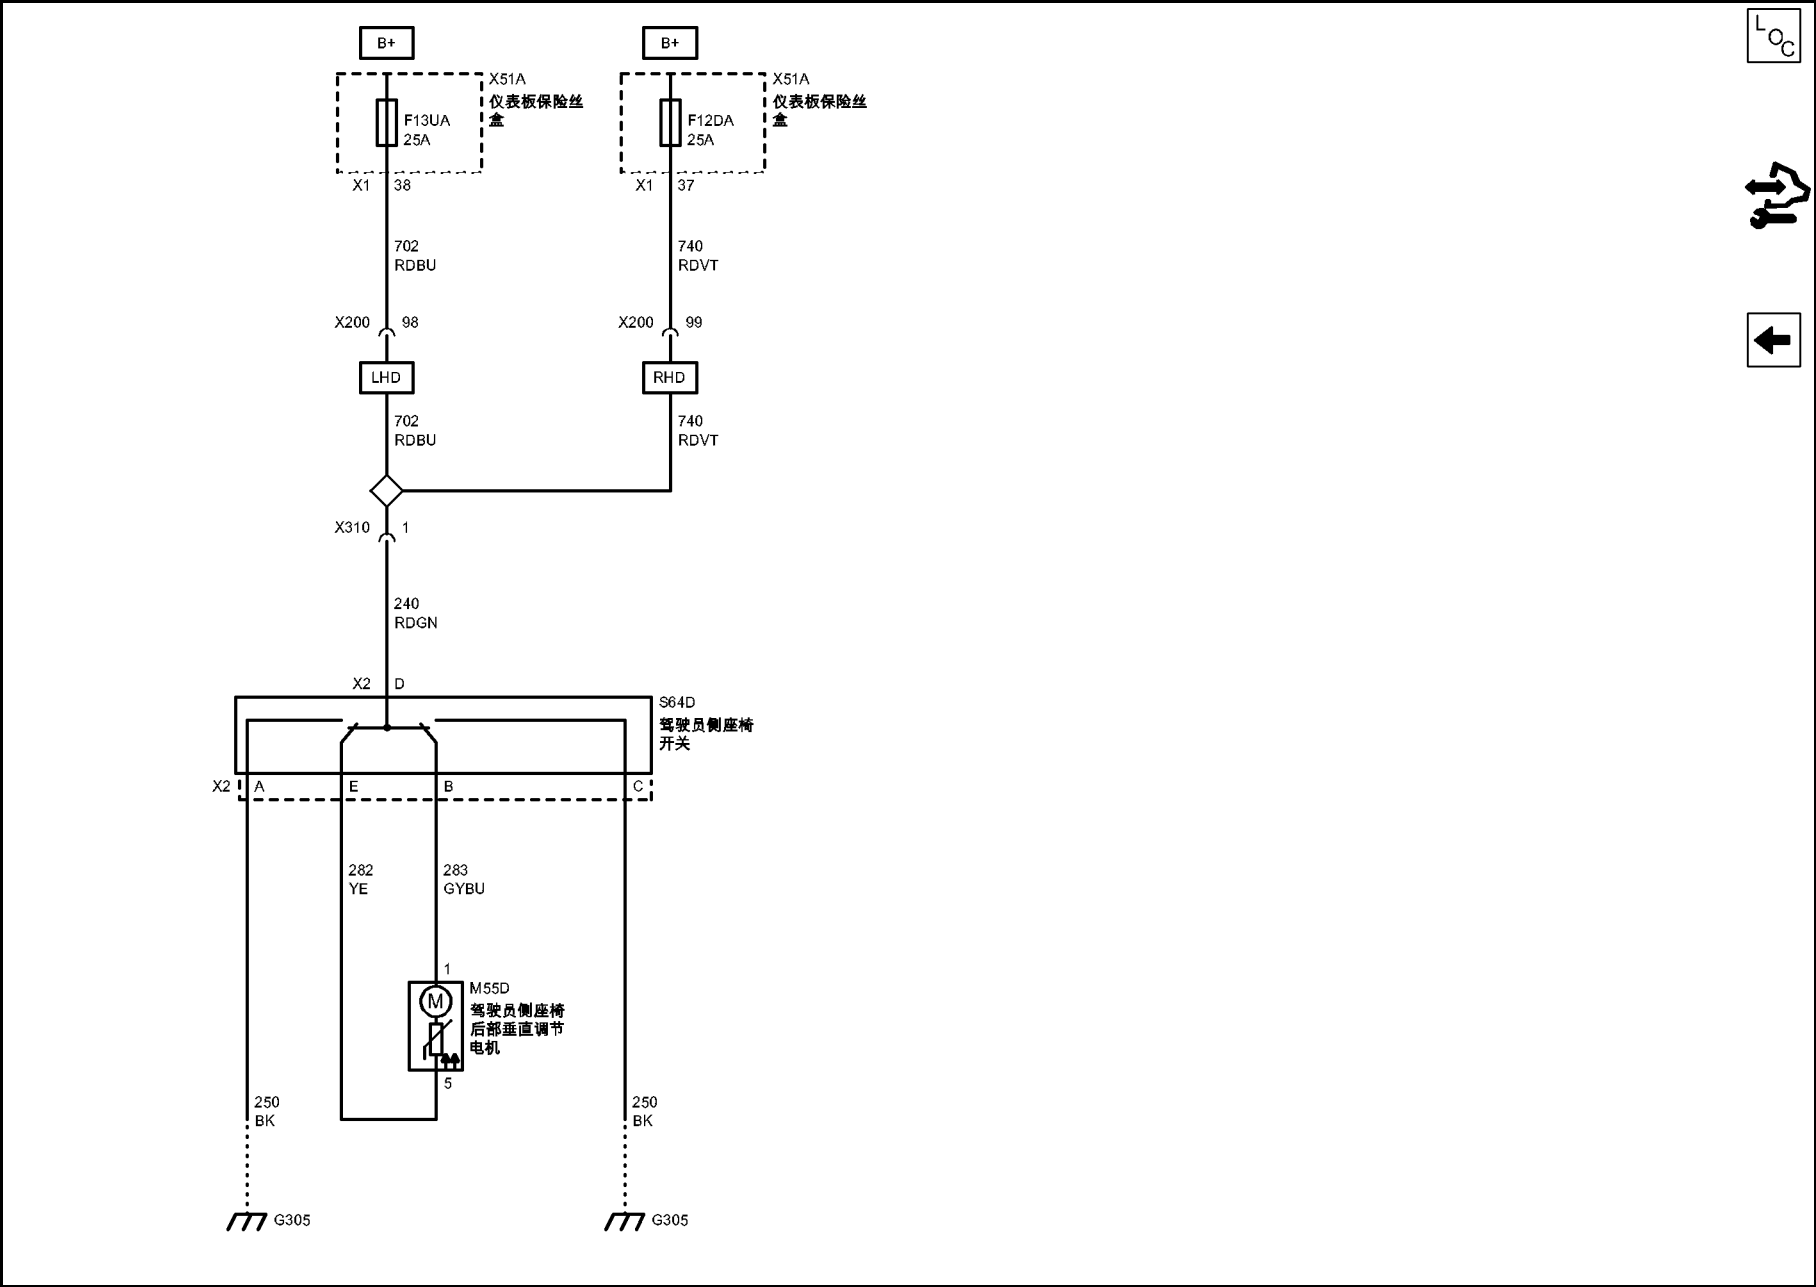 B+
B+
LOC
X51A
仪表板保险丝
盒
F13UA
25A
X1 38
X51A
仪表板保险丝
盒
F12DA
25A
X1 37
702
RDBU
740
RDVT
X200 98
X200 99
LHD
RHD
702
RDBU
740
RDVT
X310 1
240
RDGN
X2 D
S64D
驾驶员侧座椅
开关
X2 A E B C
282
YE
283
GYBU
1
M
M55D
驾驶员侧座椅
后部垂直调节
电机
5
250
BK
250
BK
G305
G305